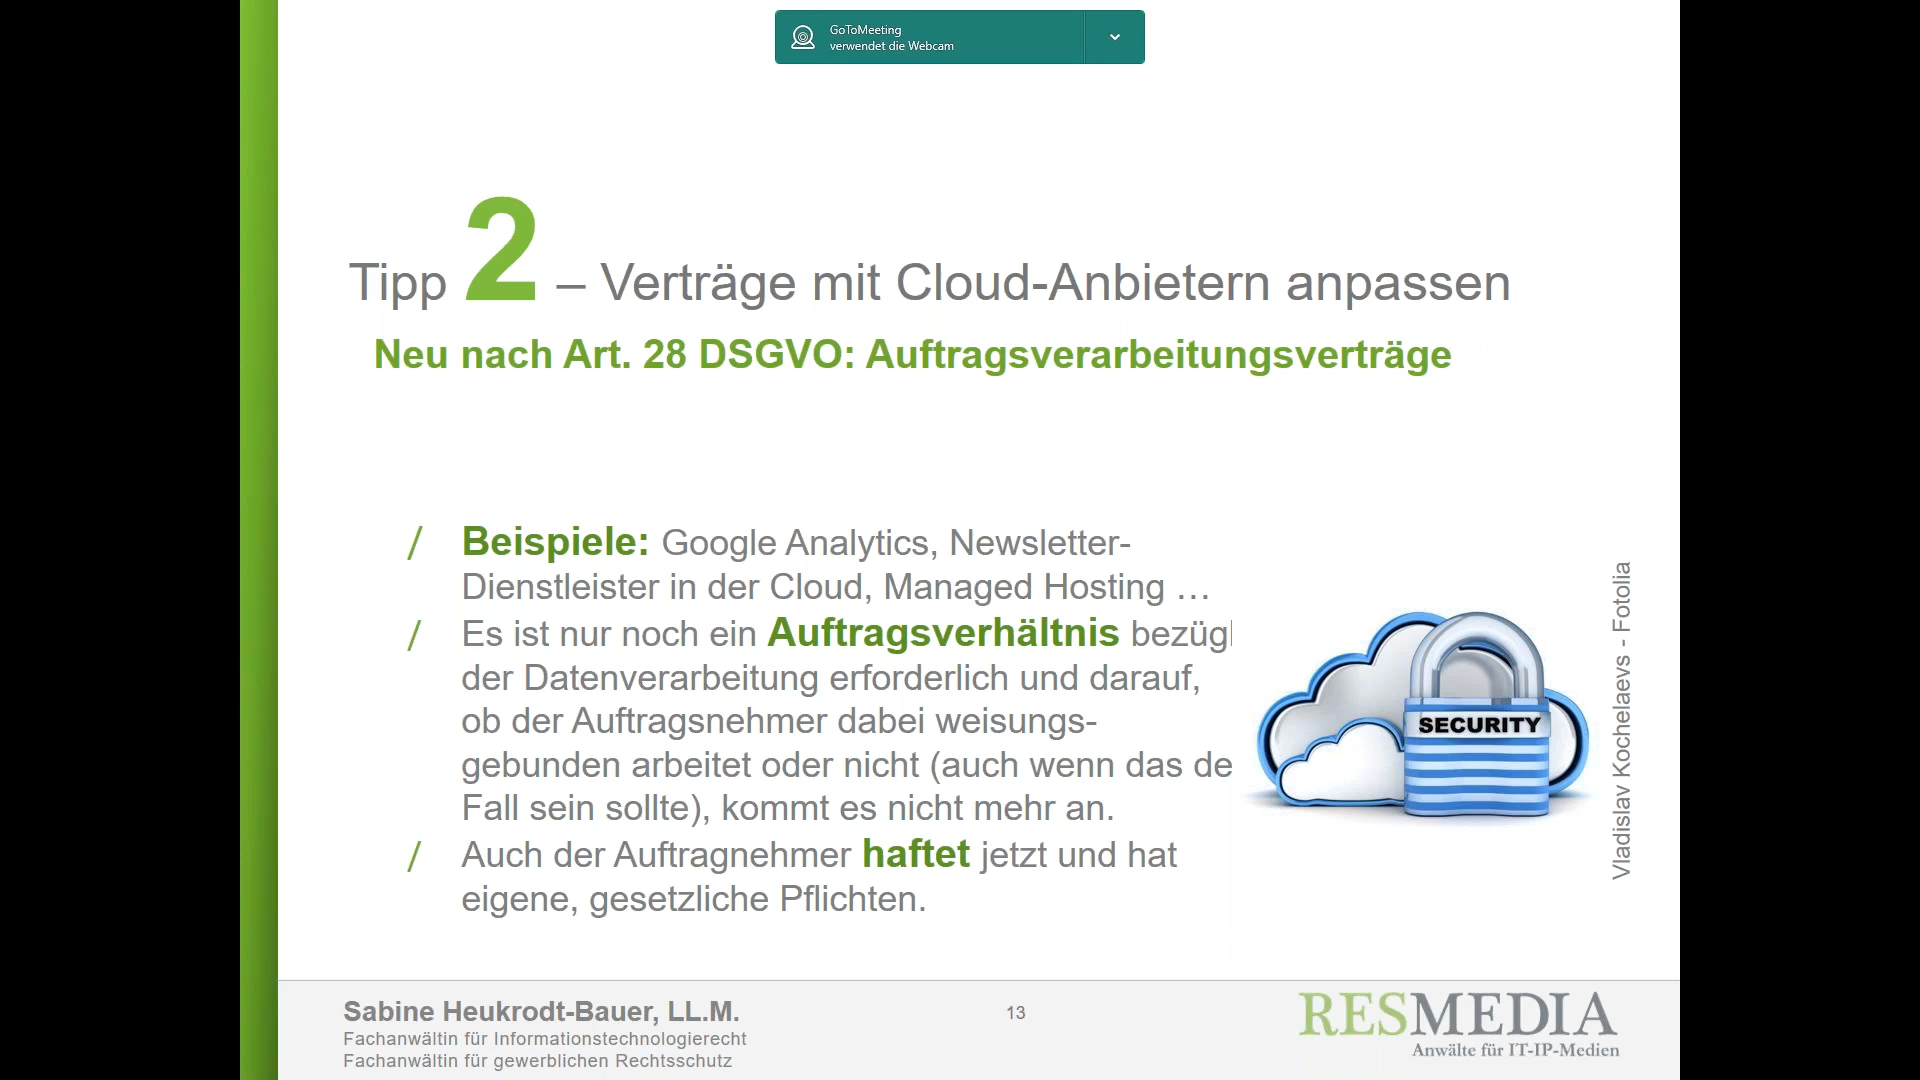 GoToMeeting
verwendet die Webcam
Tipp 2 – Verträge mit Cloud-Anbietern anpassen
Neu nach Art. 28 DSGVO: Auftragsverarbeitungsverträge
/ Beispiele: Google Analytics, Newsletter-
Dienstleister in der Cloud, Managed Hosting …
/ Es ist nur noch ein Auftragsverhältnis bezügl
der Datenverarbeitung erforderlich und darauf,
ob der Auftragsnehmer dabei weisungs-
gebunden arbeitet oder nicht (auch wenn das de
Fall sein sollte), kommt es nicht mehr an.
/ Auch der Auftragnehmer haftet jetzt und hat
eigene, gesetzliche Pflichten.
SECURITY
Vladislav Kochelaevs - Fotolia
Sabine Heukrodt-Bauer, LL.M.
Fachanwältin für Informationstechnologierecht
Fachanwältin für gewerblichen Rechtsschutz
13
RESMEDIA
Anwälte für IT-IP-Medien